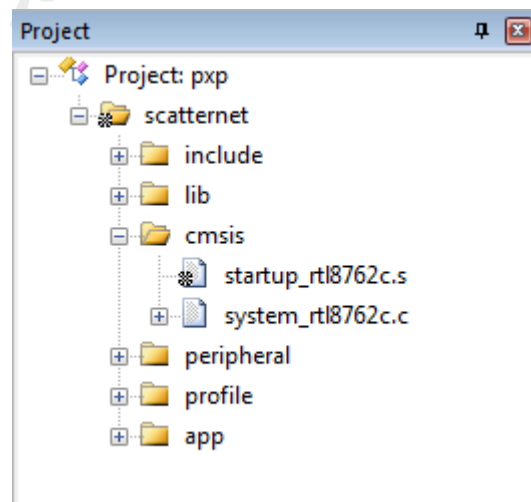 Project
Project: pxp
scatternet
include
lib
cmsis
startup_rtl8762c.s
system_rtl8762c.c
peripheral
profile
app